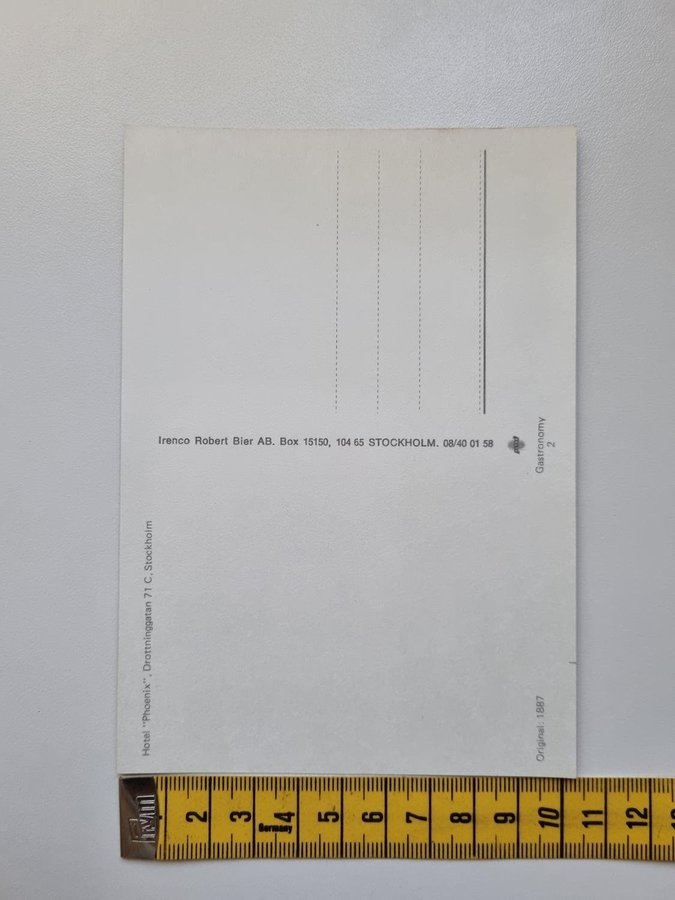 Irenco Robert Bier AB. Box 15150, 104 65 STOCKHOLM. 08/40 01 58
Gastronomy
2
Hotel "Phoenix", Drottninggatan 71 C, Stockholm
Original: 1887
2 3 4 5 6 7 8 9 10 11 12
Germany